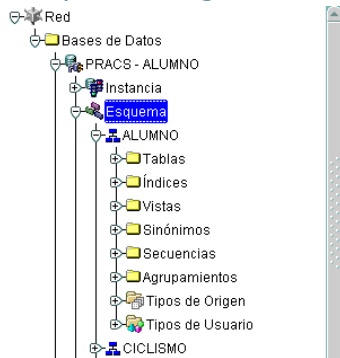 Red
Bases de Datos
PRACS - ALUMNO
Instancia
Esquema
ALUMNO
Tablas
Índices
Vistas
Sinónimos
Secuencias
Agrupamientos
Tipos de Origen
Tipos de Usuario
CICLISMO